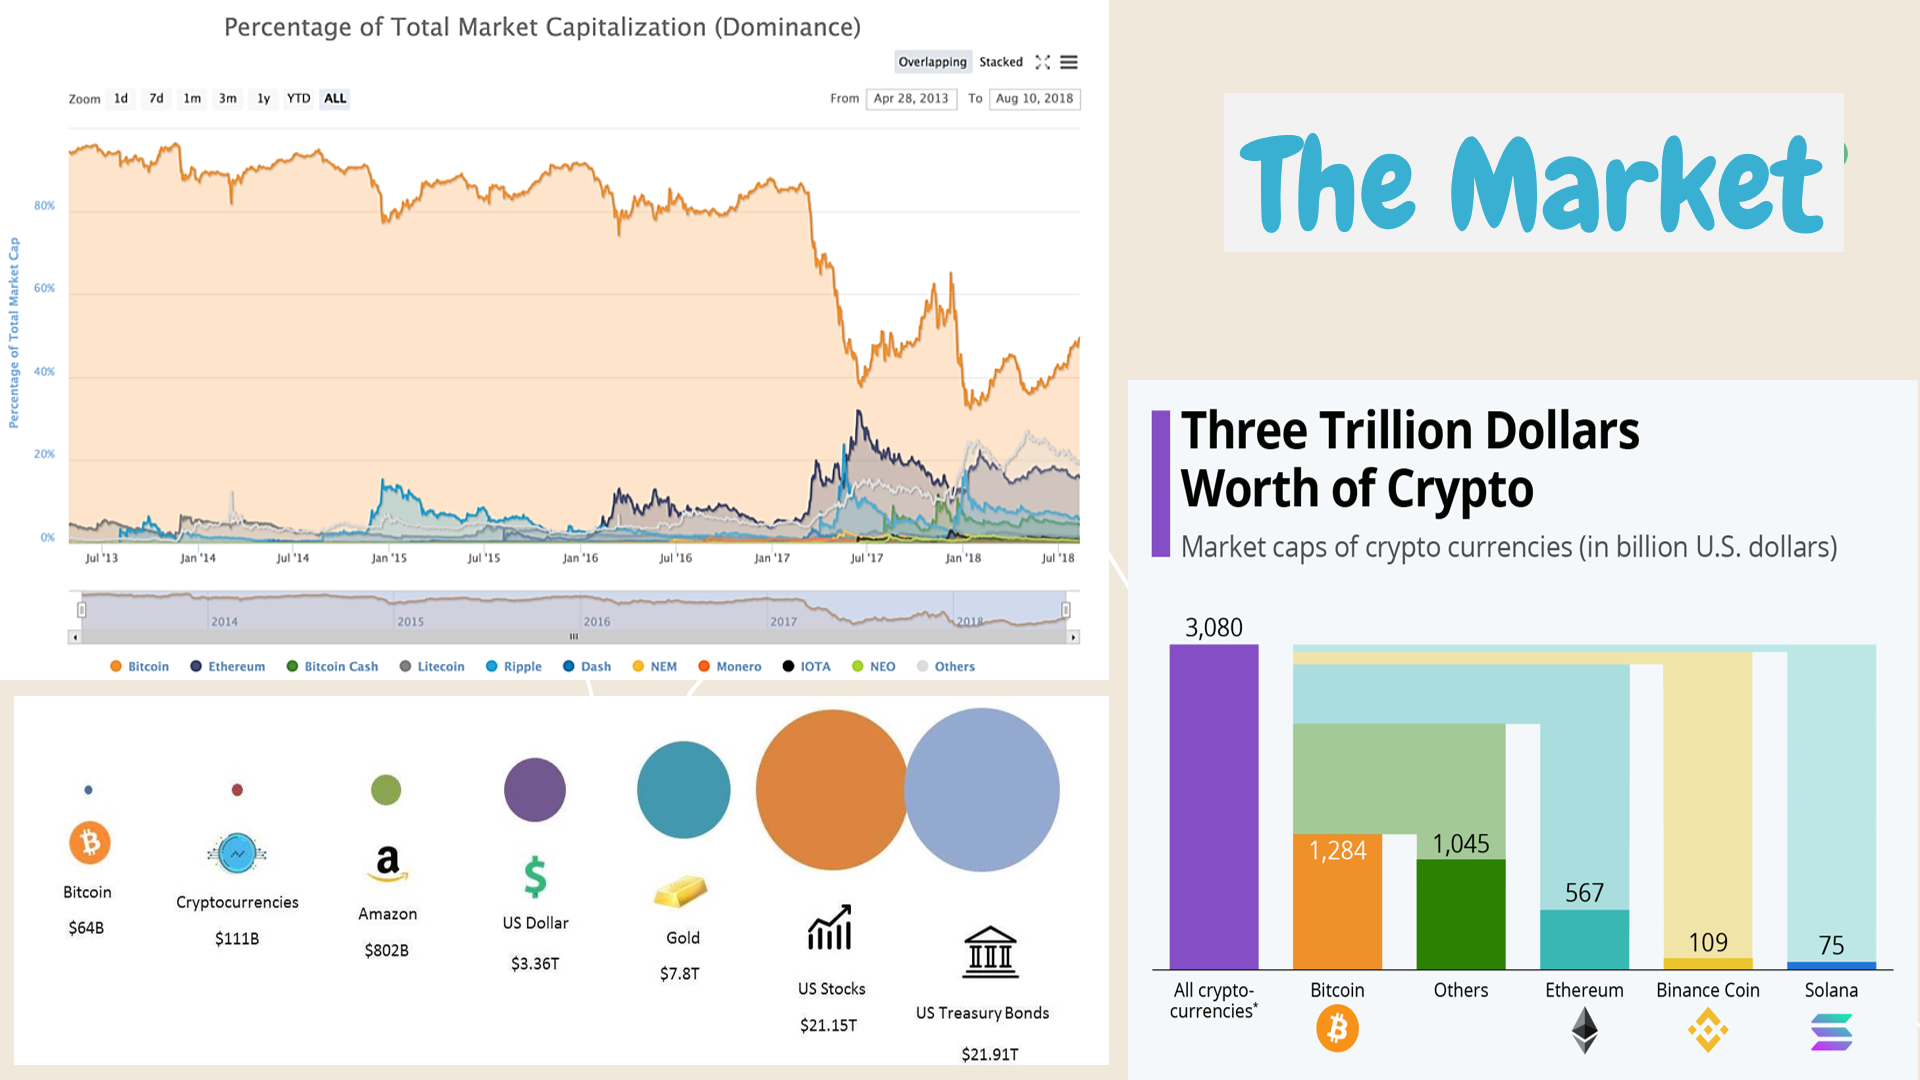 Percentage of Total Market Capitalization (Dominance)
Overlapping Stacked
Zoom 1d 7d 1m 3m 1y YTD ALL
From Apr 28, 2013 To Aug 10, 2018
Percentage of Total Market Cap
80%
60%
40%
20%
0%
Jul '13 Jan '14 Jul '14 Jan '15 Jul '15 Jan '16 Jul '16 Jan '17 Jul '17 Jan '18 Jul '18
2014 2015 2016 2017 2018
Bitcoin Ethereum Bitcoin Cash Litecoin Ripple Dash NEM Monero IOTA NEO Others
The Market
Bitcoin
$64B
Cryptocurrencies
$111B
a
Amazon
$802B
$
US Dollar
$3.36T
Gold
$7.8T
US Stocks
$21.15T
US Treasury Bonds
$21.91T
Three Trillion Dollars
Worth of Crypto
Market caps of crypto currencies (in billion U.S. dollars)
3,080
1,284
1,045
567
109
75
All crypto-
currencies*
Bitcoin
Others
Ethereum
Binance Coin
Solana